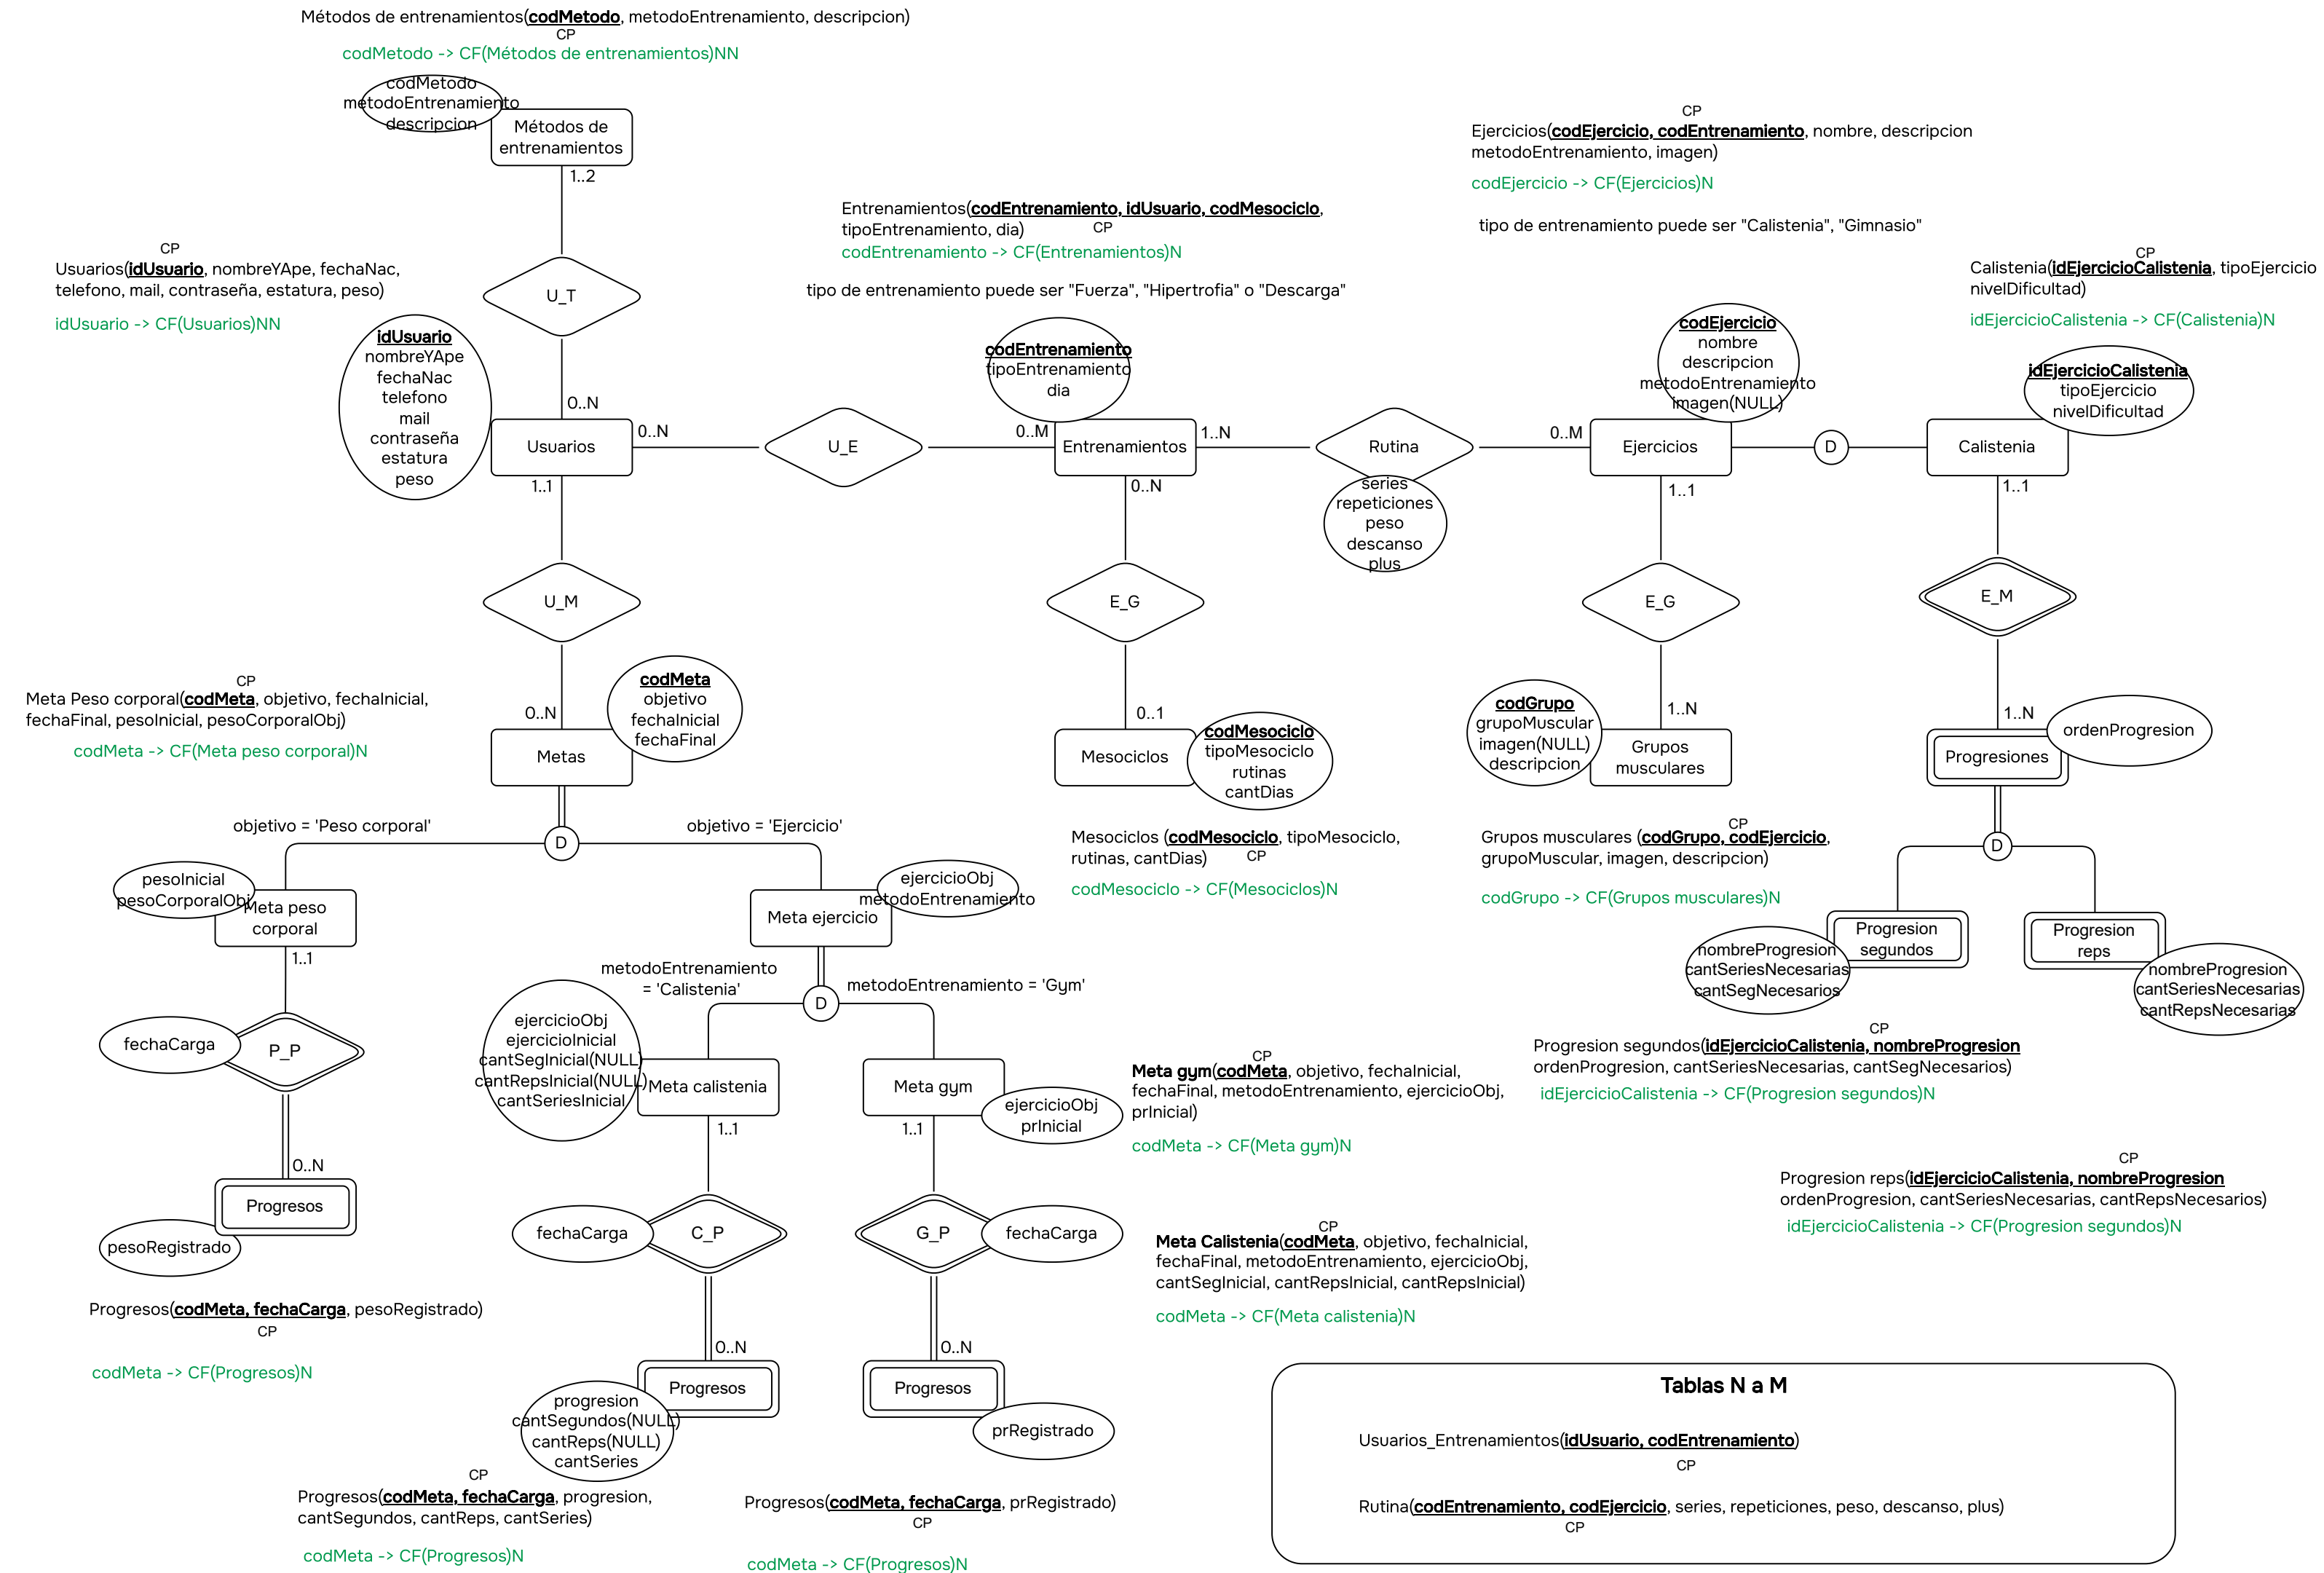 Métodos de entrenamientos(codMetodo, metodoEntrenamiento, descripcion)
CP
codMetodo -> CF(Métodos de entrenamientos)NN
codMetodo
metodoEntrenamiento
descripcion
Métodos de
entrenamientos
1..2
U_T
0..N
CP
Usuarios(idUsuario, nombreYApe, fechaNac,
telefono, mail, contraseña, estatura, peso)
idUsuario -> CF(Usuarios)NN
idUsuario
nombreYApe
fechaNac
telefono
mail
contraseña
estatura
peso
Usuarios
0..N
1..1
U_E
0..M
Entrenamientos(codEntrenamiento, idUsuario, codMesociclo,
tipoEntrenamiento, dia)
CP
codEntrenamiento -> CF(Entrenamientos)N
tipo de entrenamiento puede ser "Fuerza", "Hipertrofia" o "Descarga"
codEntrenamiento
tipoEntrenamiento
dia
Entrenamientos
1..N
0..N
Rutina
series
repeticiones
peso
descanso
plus
0..M
CP
Ejercicios(codEjercicio, codEntrenamiento, nombre, descripcion
metodoEntrenamiento, imagen)
codEjercicio -> CF(Ejercicios)N
tipo de entrenamiento puede ser "Calistenia", "Gimnasio"
codEjercicio
nombre
descripcion
metodoEntrenamiento
imagen(NULL)
Ejercicios
1..1
D
CP
Calistenia(idEjercicioCalistenia, tipoEjercicio
nivelDificultad)
idEjercicioCalistenia -> CF(Calistenia)N
idEjercicioCalistenia
tipoEjercicio
nivelDificultad
Calistenia
1..1
U_M
E_G
E_G
E_M
CP
Meta Peso corporal(codMeta, objetivo, fechaInicial,
fechaFinal, pesoInicial, pesoCorporalObj)
codMeta -> CF(Meta peso corporal)N
0..N
codMeta
objetivo
fechaInicial
fechaFinal
Metas
0..1
codMesociclo
tipoMesociclo
rutinas
cantDias
Mesociclos
Mesociclos (codMesociclo, tipoMesociclo,
rutinas, cantDias)
CP
codMesociclo -> CF(Mesociclos)N
1..N
codGrupo
grupoMuscular
imagen(NULL)
descripcion
Grupos
musculares
CP
Grupos musculares (codGrupo, codEjercicio,
grupoMuscular, imagen, descripcion)
codGrupo -> CF(Grupos musculares)N
1..N
ordenProgresion
Progresiones
D
Progresion
segundos
nombreProgresion
cantSeriesNecesarias
cantSegNecesarios
Progresion
reps
nombreProgresion
cantSeriesNecesarias
cantRepsNecesarias
CP
Progresion segundos(idEjercicioCalistenia, nombreProgresion
ordenProgresion, cantSeriesNecesarias, cantSegNecesarios)
idEjercicioCalistenia -> CF(Progresion segundos)N
CP
Progresion reps(idEjercicioCalistenia, nombreProgresion
ordenProgresion, cantSeriesNecesarias, cantRepsNecesarios)
idEjercicioCalistenia -> CF(Progresion segundos)N
objetivo = 'Peso corporal'
D
objetivo = 'Ejercicio'
pesoInicial
pesoCorporalObj
Meta peso
corporal
1..1
ejercicioObj
metodoEntrenamiento
Meta ejercicio
metodoEntrenamiento
= 'Calistenia'
D
metodoEntrenamiento = 'Gym'
fechaCarga
P_P
0..N
Progresos
pesoRegistrado
Progresos(codMeta, fechaCarga, pesoRegistrado)
CP
codMeta -> CF(Progresos)N
ejercicioObj
ejercicioInicial
cantSegInicial(NULL)
cantRepsInicial(NULL)
cantSeriesInicial
Meta calistenia
1..1
Meta gym
1..1
ejercicioObj
prInicial
CP
Meta gym(codMeta, objetivo, fechaInicial,
fechaFinal, metodoEntrenamiento, ejercicioObj,
prInicial)
codMeta -> CF(Meta gym)N
fechaCarga
C_P
G_P
fechaCarga
CP
Meta Calistenia(codMeta, objetivo, fechaInicial,
fechaFinal, metodoEntrenamiento, ejercicioObj,
cantSegInicial, cantRepsInicial, cantRepsInicial)
codMeta -> CF(Meta calistenia)N
0..N
Progresos
progresion
cantSegundos(NULL)
cantReps(NULL)
cantSeries
0..N
Progresos
prRegistrado
CP
Progresos(codMeta, fechaCarga, progresion,
cantSegundos, cantReps, cantSeries)
codMeta -> CF(Progresos)N
Progresos(codMeta, fechaCarga, prRegistrado)
CP
codMeta -> CF(Progresos)N
Tablas N a M
Usuarios_Entrenamientos(idUsuario, codEntrenamiento)
CP
Rutina(codEntrenamiento, codEjercicio, series, repeticiones, peso, descanso, plus)
CP